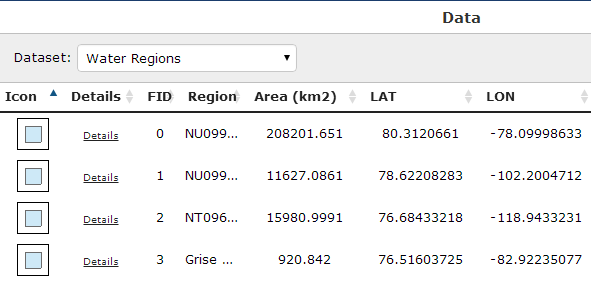 Data
Dataset: Water Regions
Icon Details FID Region Area (km2) LAT LON
Details 0 NU099... 208201.651 80.3120661 -78.09998633
Details 1 NU099... 11627.0861 78.62208283 -102.2004712
Details 2 NT096... 15980.9991 76.68433218 -118.9433231
Details 3 Grise ... 920.842 76.51603725 -82.92235077